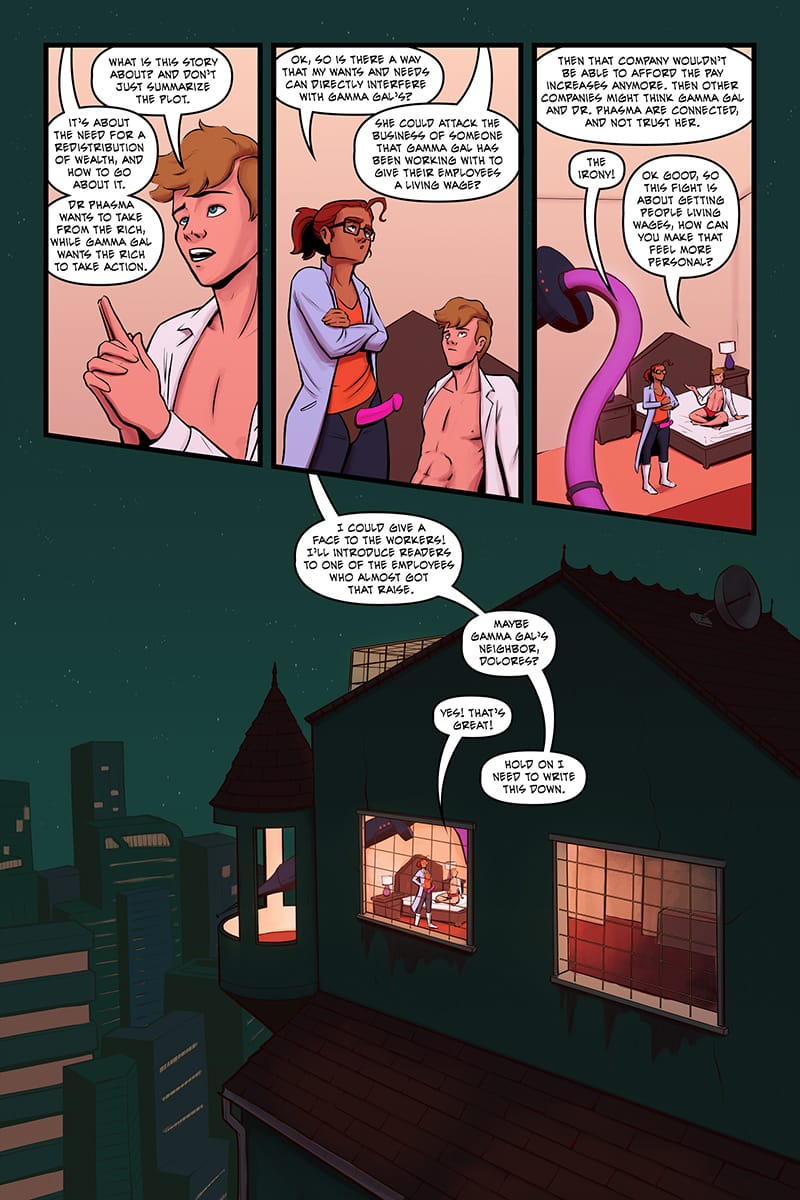 WHAT IS THIS STORY
ABOUT? AND DON'T
JUST SUMMARIZE
THE PLOT.
IT'S ABOUT
THE NEED FOR A
REDISTRIBUTION
OF WEALTH, AND
HOW TO GO
ABOUT IT.
DR PHASMA
WANTS TO TAKE
FROM THE RICH,
WHILE GAMMA GAL
WANTS THE RICH
TO TAKE ACTION.
OK, SO IS THERE A WAY
THAT MY WANTS AND NEEDS
CAN DIRECTLY INTERFERE
WITH GAMMA GAL'S?
SHE COULD ATTACK THE
BUSINESS OF SOMEONE
THAT GAMMA GAL HAS
BEEN WORKING WITH TO
GIVE THEIR EMPLOYEES
A LIVING WAGE?
THEN THAT COMPANY WOULDN'T
BE ABLE TO AFFORD THE PAY
INCREASES ANYMORE. THEN OTHER
COMPANIES MIGHT THINK GAMMA GAL
AND DR. PHASMA ARE CONNECTED,
AND NOT TRUST HER.
THE
IRONY!
OK GOOD, SO
THIS FIGHT IS
ABOUT GETTING
PEOPLE LIVING
WAGES, HOW CAN
YOU MAKE THAT
FEEL MORE
PERSONAL?
I COULD GIVE A
FACE TO THE WORKERS!
I'LL INTRODUCE READERS
TO ONE OF THE EMPLOYEES
WHO ALMOST GOT
THAT RAISE.
MAYBE
GAMMA GAL'S
NEIGHBOR,
DOLORES?
YES! THAT'S
GREAT!
HOLD ON I
NEED TO WRITE
THIS DOWN.